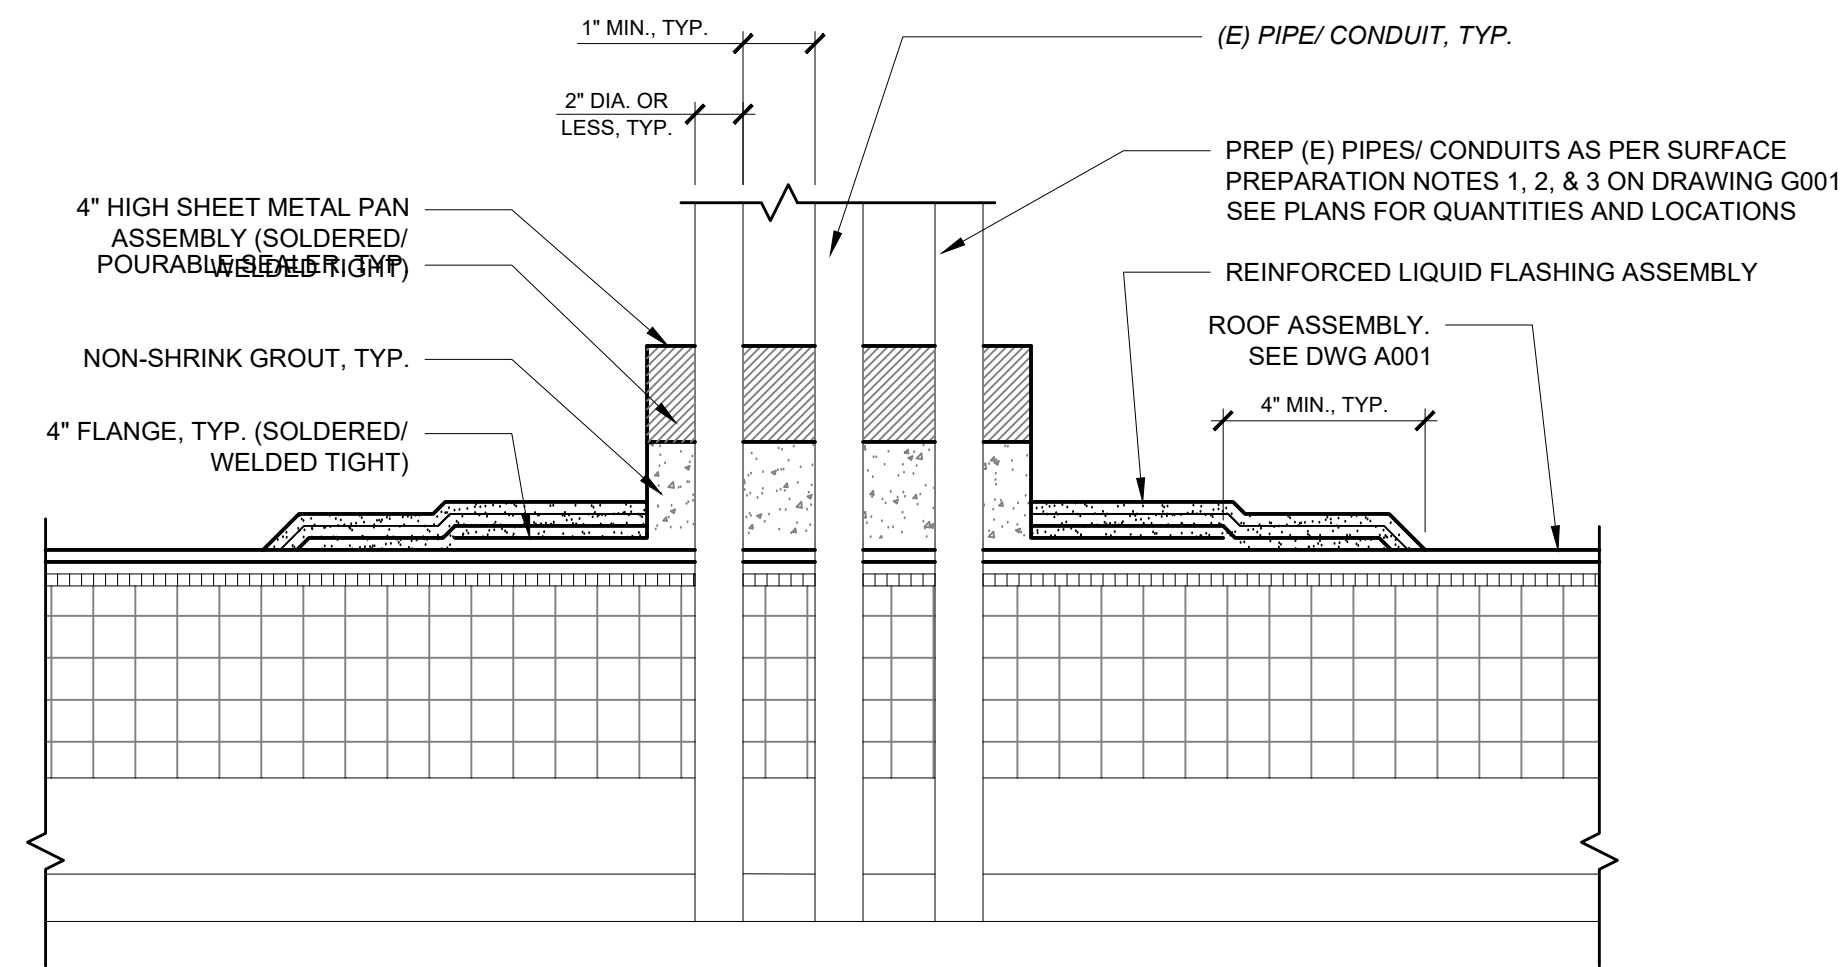 1" MIN., TYP.
(E) PIPE/ CONDUIT, TYP.
2" DIA. OR
LESS, TYP.
PREP (E) PIPES/ CONDUITS AS PER SURFACE
PREPARATION NOTES 1, 2, & 3 ON DRAWING G001
SEE PLANS FOR QUANTITIES AND LOCATIONS
4" HIGH SHEET METAL PAN
ASSEMBLY (SOLDERED/
WELDED TIGHT)
POURABLE SEALER, TYP.
REINFORCED LIQUID FLASHING ASSEMBLY
ROOF ASSEMBLY.
SEE DWG A001
NON-SHRINK GROUT, TYP.
4" MIN., TYP.
4" FLANGE, TYP. (SOLDERED/
WELDED TIGHT)